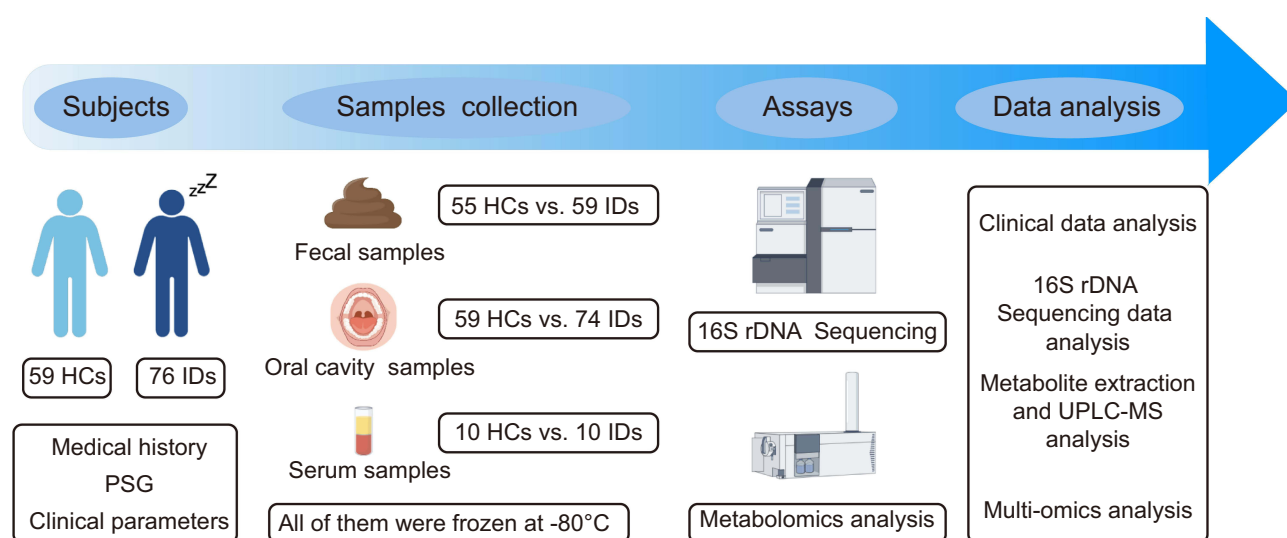 Subjects
Samples collection
Assays
Data analysis
zzZ
59 HCs
76 IDs
Medical history
PSG
Clinical parameters
55 HCs vs. 59 IDs
Fecal samples
59 HCs vs. 74 IDs
Oral cavity samples
10 HCs vs. 10 IDs
Serum samples
All of them were frozen at -80°C
16S rDNA Sequencing
Metabolomics analysis
Clinical data analysis
16S rDNA
Sequencing data
analysis
Metabolite extraction
and UPLC-MS
analysis
Multi-omics analysis